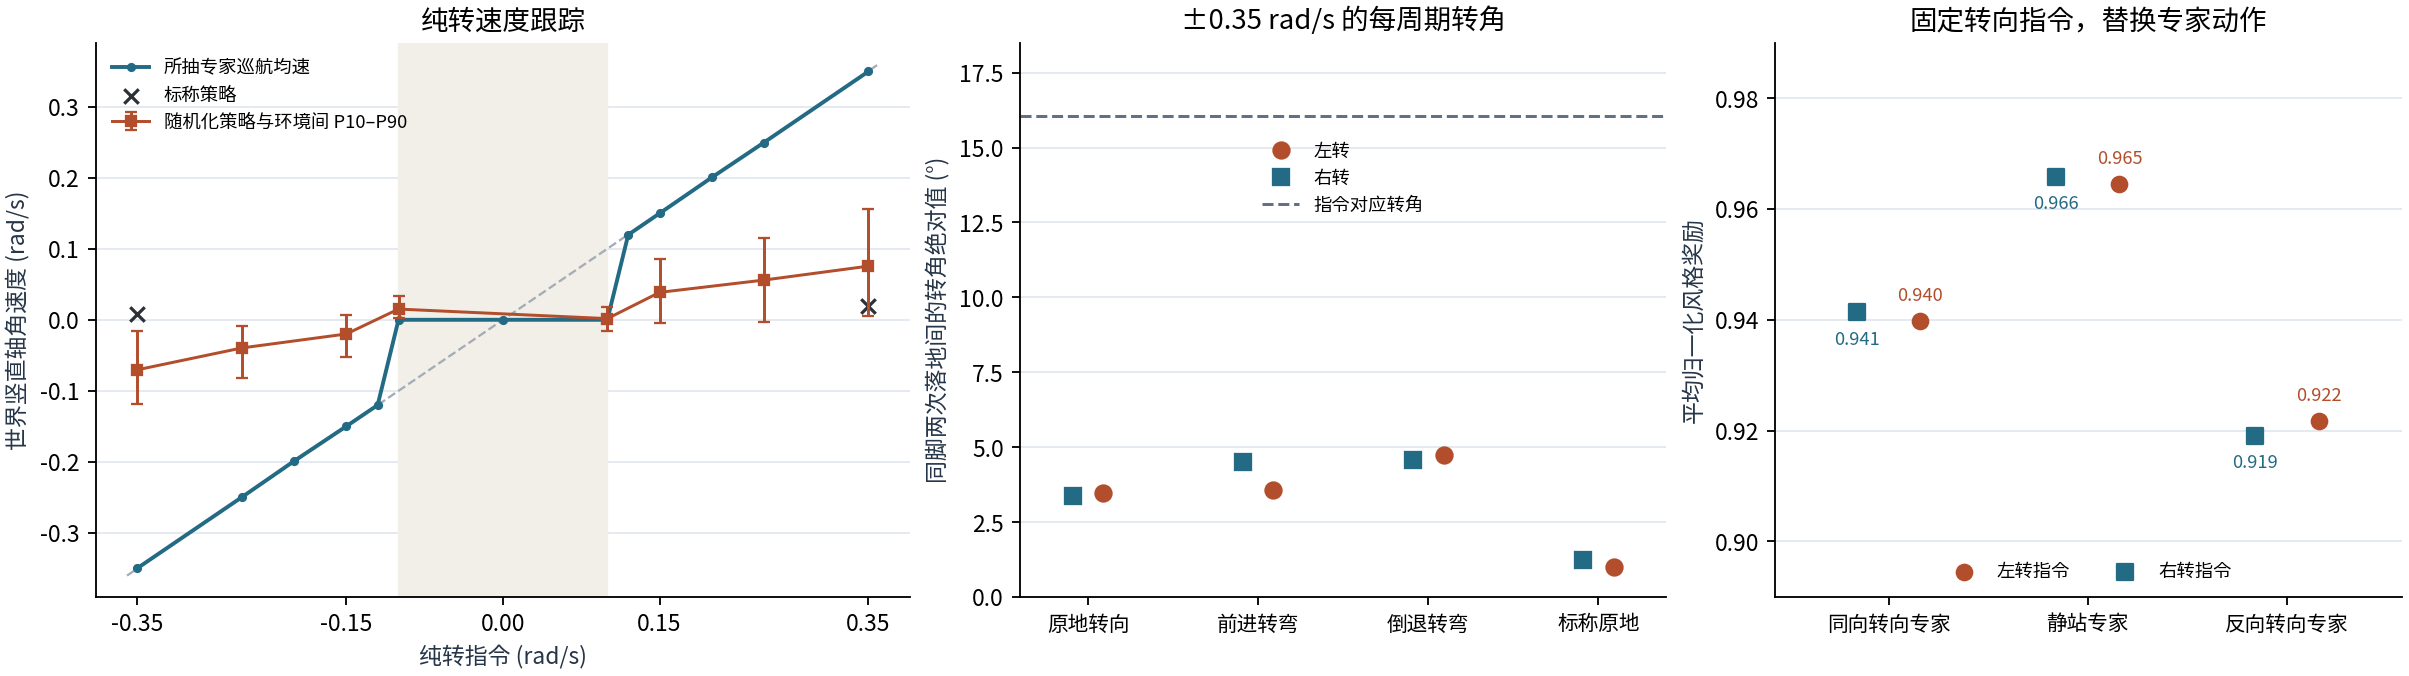 纯转速度跟踪
所抽专家巡航均速
标称策略
随机化策略与环境间 P10–P90
世界竖直轴角速度 (rad/s)
0.3
0.2
0.1
0.0
-0.1
-0.2
-0.3
-0.35
-0.15
0.00
0.15
0.35
纯转指令 (rad/s)
±0.35 rad/s 的每周期转角
左转
右转
指令对应转角
同脚两次落地间的转角绝对值 (°)
17.5
15.0
12.5
10.0
7.5
5.0
2.5
0.0
原地转向
前进转弯
倒退转弯
标称原地
固定转向指令，替换专家动作
平均归一化风格奖励
0.98
0.96
0.94
0.92
0.90
0.965
0.966
0.940
0.941
0.922
0.919
左转指令
右转指令
同向转向专家
静站专家
反向转向专家